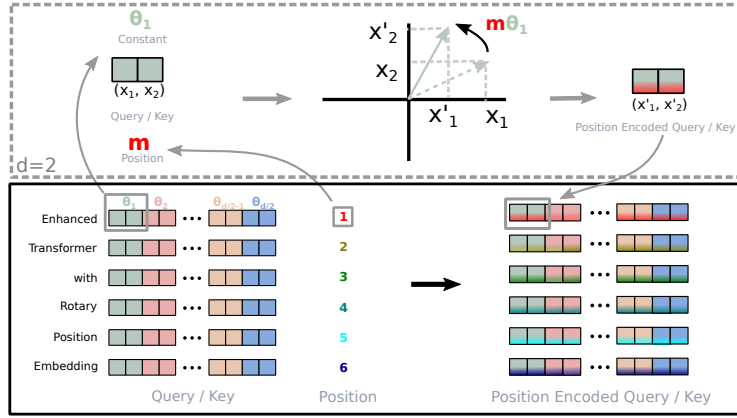 θ₁
Constant
(x₁, x₂)
Query / Key
m
Position
d=2
x'₂
x₂
x'₁
x₁
mθ₁
(x'₁, x'₂)
Position Encoded Query / Key
θ₁ θ₂ ••• θd/2-1 θd/2
Enhanced 1 •••
Transformer 2
with 3
Rotary 4
Position 5
Embedding 6
Query / Key
Position
Position Encoded Query / Key